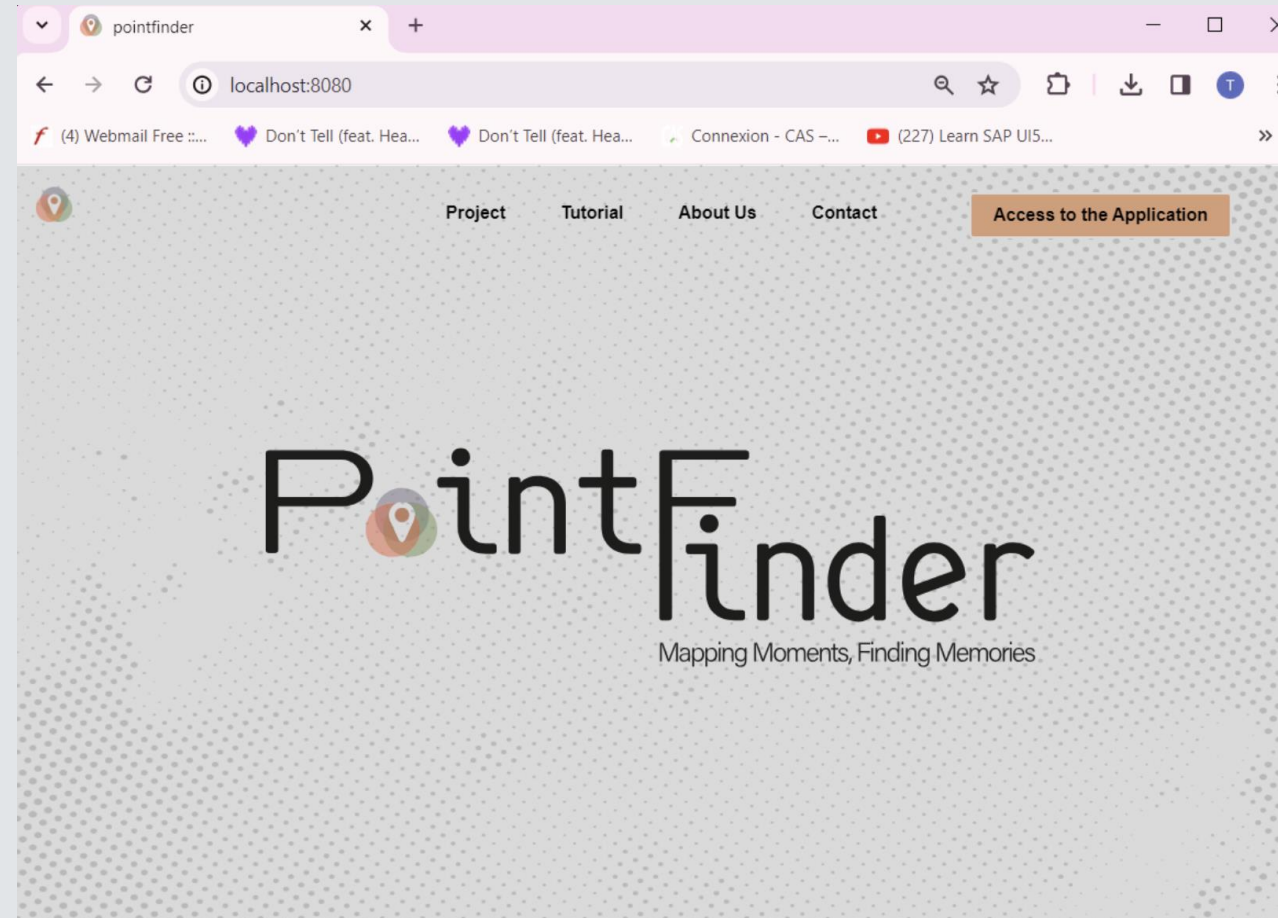 pointfinder
localhost:8080
T
(4) Webmail Free ::... Don't Tell (feat. Hea... Don't Tell (feat. Hea... Connexion - CAS –... (227) Learn SAP UI5...
Project Tutorial About Us Contact Access to the Application
PointFinder
Mapping Moments, Finding Memories